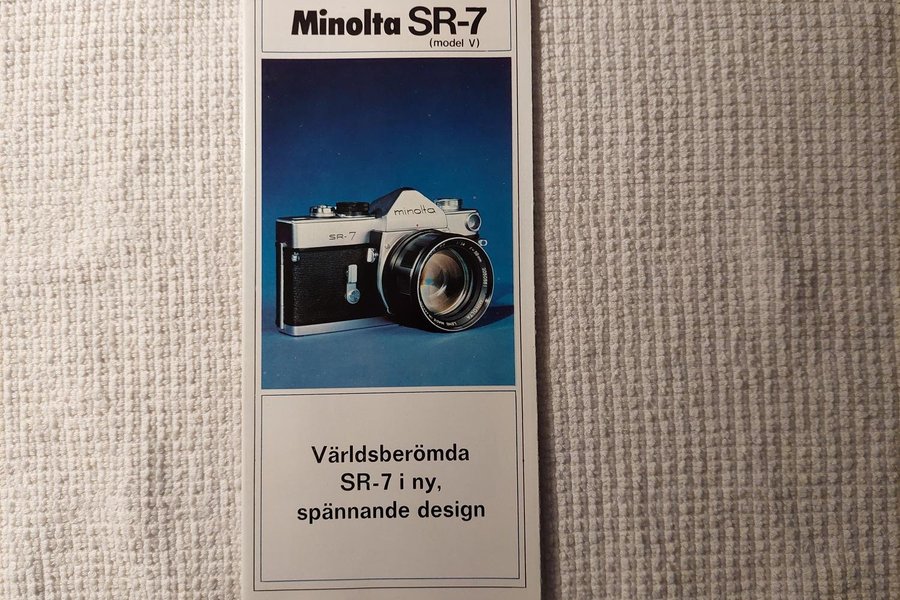 Minolta SR-7
(model V)
minolta
SR-7
Världsberömda
SR-7 i ny,
spännande design